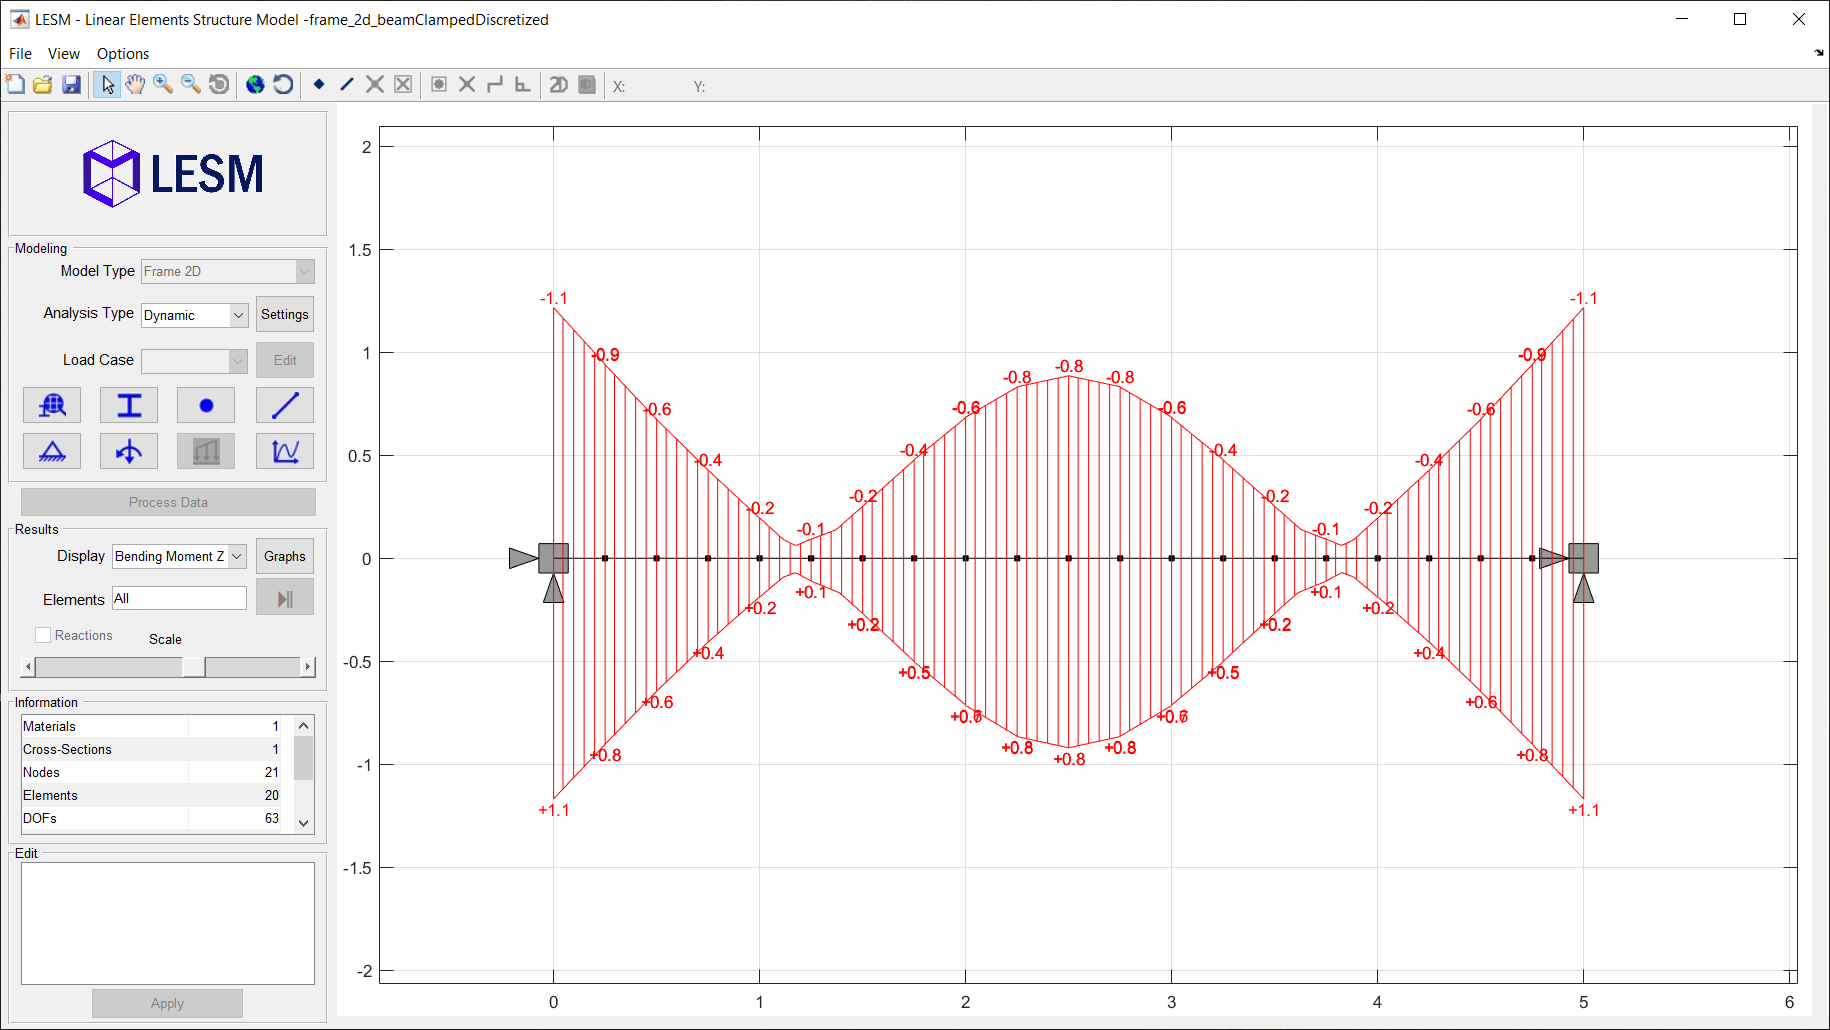 LESM - Linear Elements Structure Model -frame_2d_beamClampedDiscretized
File View Options
2D X: Y:
LESM
Modeling
Model Type Frame 2D
Analysis Type Dynamic Settings
Load Case Edit
Process Data
Results
Display Bending Moment Z Graphs
Elements All
Reactions Scale
Information
Materials 1
Cross-Sections 1
Nodes 21
Elements 20
DOFs 63
Edit
Apply
2
1.5
-1.1 -1.1
1 -0.9 -0.9
-0.8 -0.8 -0.8
-0.6 -0.6 -0.6 -0.6
0.5 -0.4 -0.4 -0.4 -0.4
-0.2 -0.2 -0.2 -0.2
-0.1 -0.1
0
+0.1 +0.1
+0.2 +0.2 +0.2 +0.2
-0.5 +0.4 +0.5 +0.5 +0.4
+0.6 +0.6
-1 +0.8 +0.8 +0.8 +0.8 +0.8
+1.1 +1.1
-1.5
-2
0 1 2 3 4 5 6